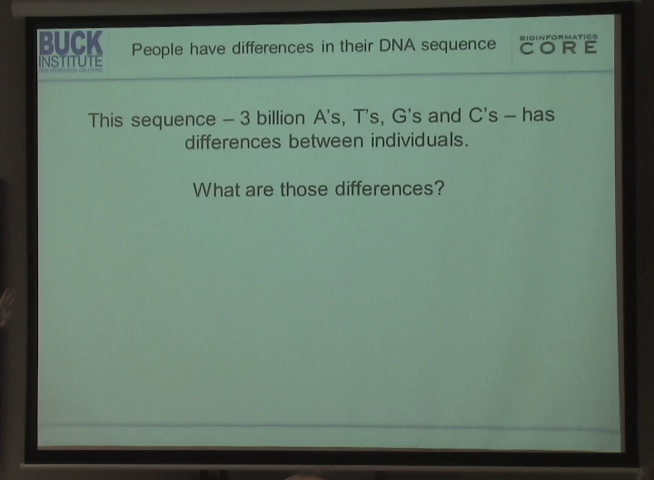 BUCK
INSTITUTE
People have differences in their DNA sequence
BIOINFORMATICS
CORE
This sequence – 3 billion A's, T's, G's and C's – has
differences between individuals.
What are those differences?